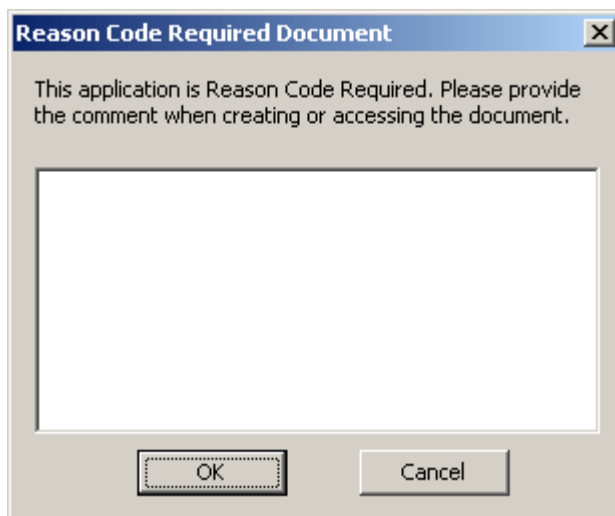 Reason Code Required Document
This application is Reason Code Required. Please provide
the comment when creating or accessing the document.
OK
Cancel